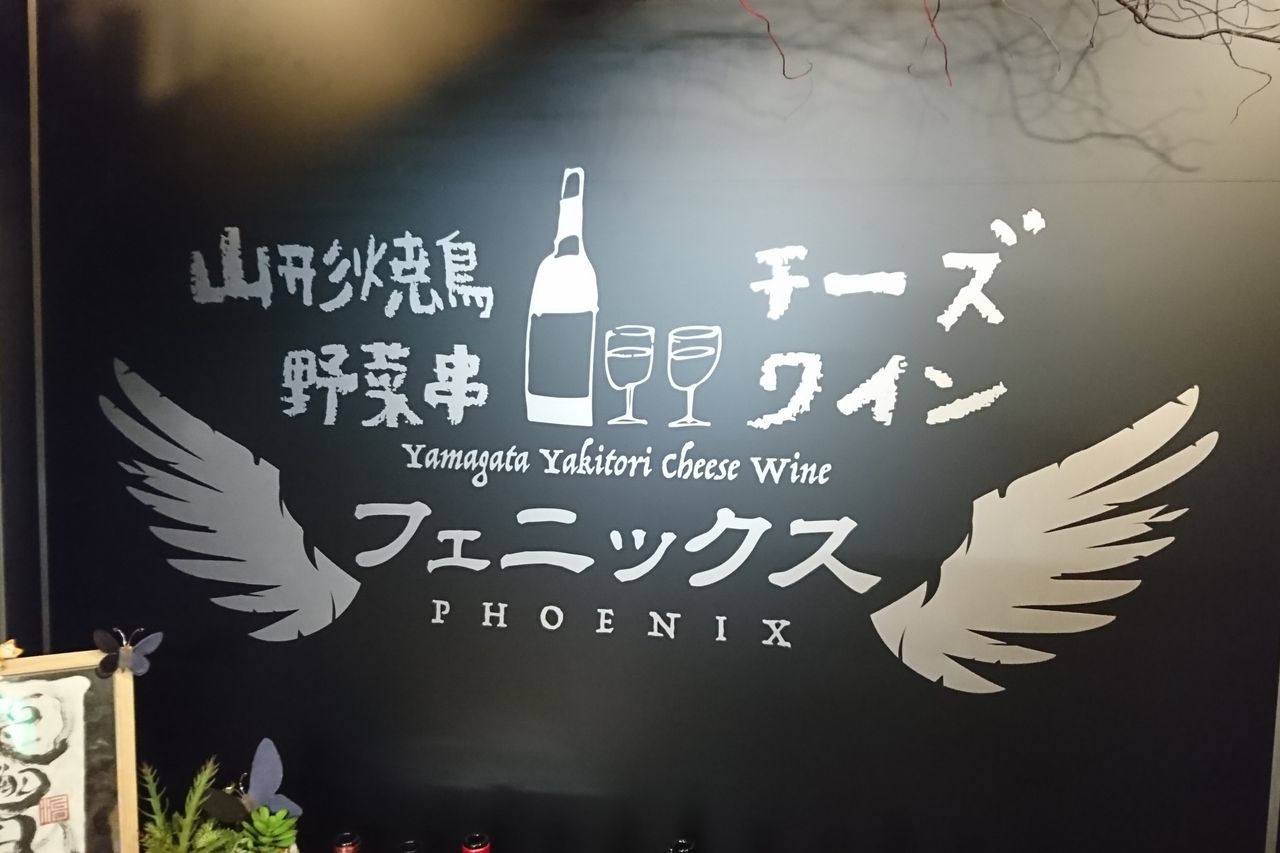 山形焼鳥
野菜串
チーズ
ワイン
Yamagata Yakitori Cheese Wine
フェニックス
PHOENIX